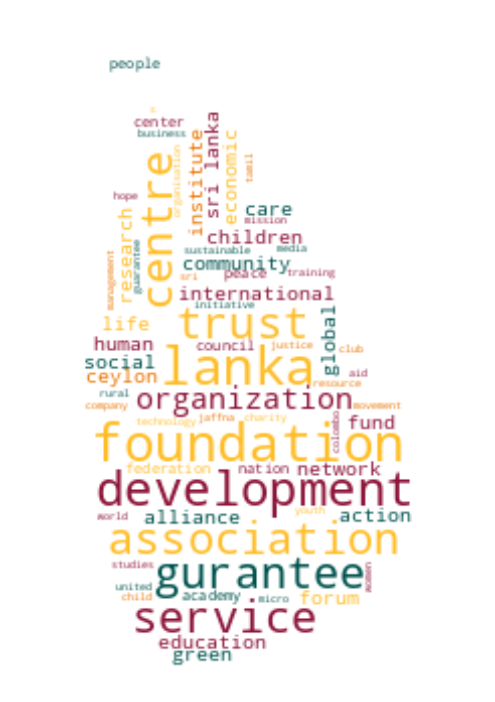 people
center
business
sri lanka
institute
economic
organisation
tamil
centre
hope
care
mission
research
guarantee
management
children
sustainable
media
community
sri
peace
training
international
initiative
life
trust
global
human
council
justice
club
social
lanka
ceylon
aid
resource
rural
organization
company
movement
technology
jaffna
charity
colombo
fund
foundation
federation
nation
network
development
world
alliance
youth
action
association
studies
women
united
gurantee
child
academy
micro
forum
service
education
green